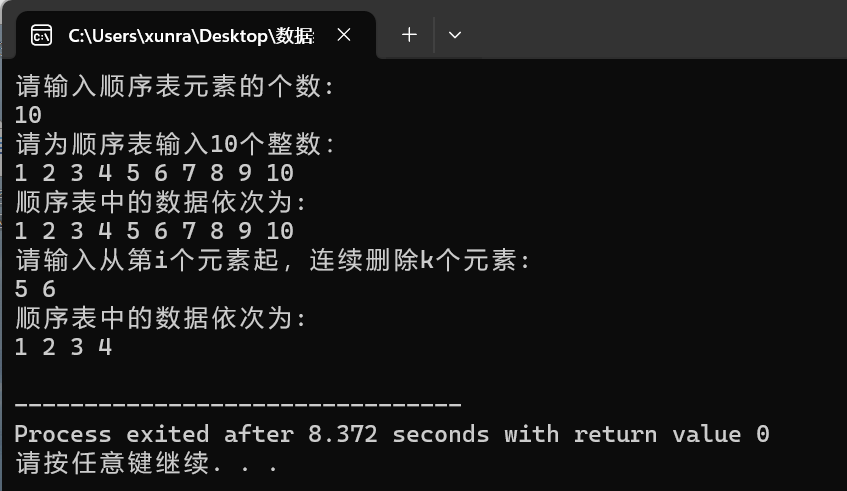 C:\Users\xunra\Desktop\数据
请输入顺序表元素的个数:
10
请为顺序表输入10个整数:
1 2 3 4 5 6 7 8 9 10
顺序表中的数据依次为:
1 2 3 4 5 6 7 8 9 10
请输入从第i个元素起, 连续删除k个元素:
5 6
顺序表中的数据依次为:
1 2 3 4
--------------------------------
Process exited after 8.372 seconds with return value 0
请按任意键继续. . .